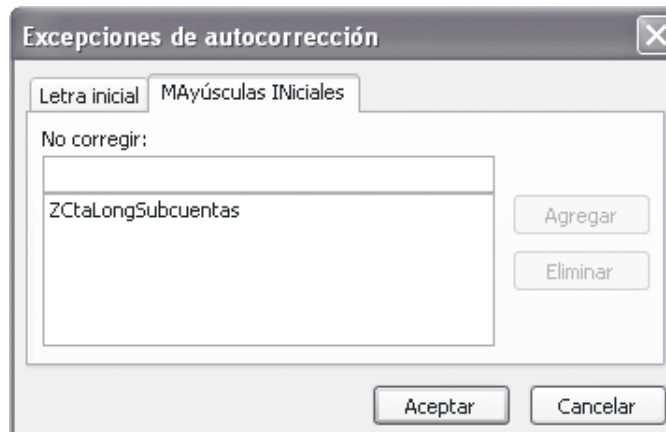 Excepciones de autocorrección
Letra inicial
MAyúsculas INiciales
No corregir:
ZCtaLongSubcuentas
Agregar
Eliminar
Aceptar
Cancelar